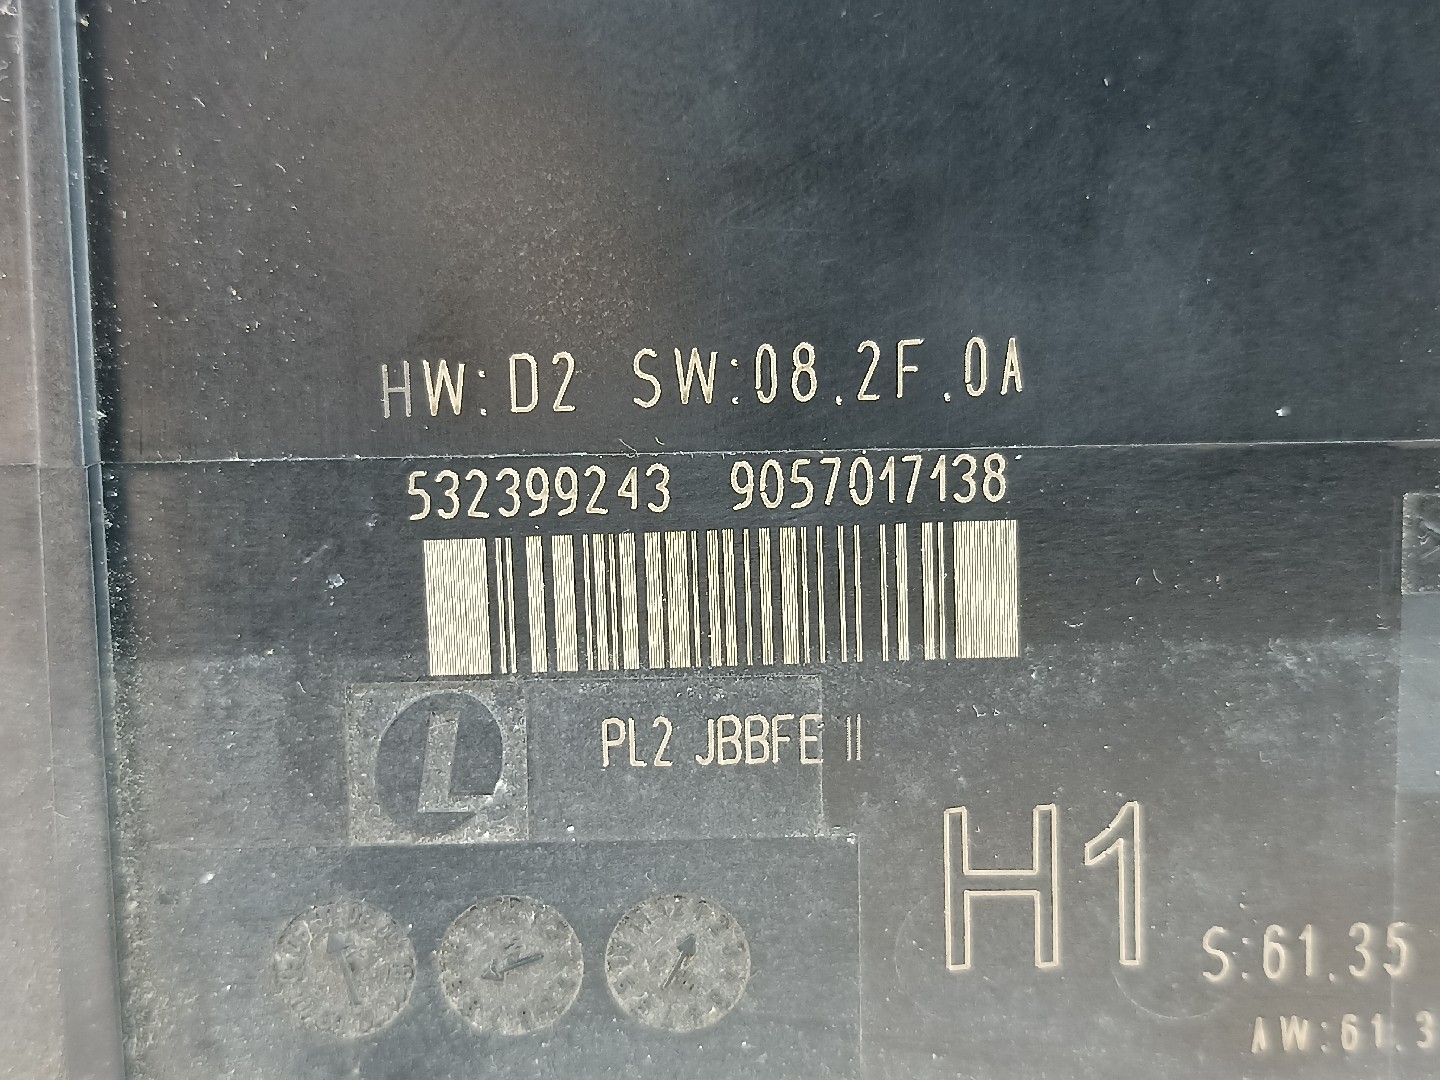 HW:D2 SW:08.2F.0A
532399243 9057017138
PL2 JBBFE II
L
H1
S:61.35
AW:61.3